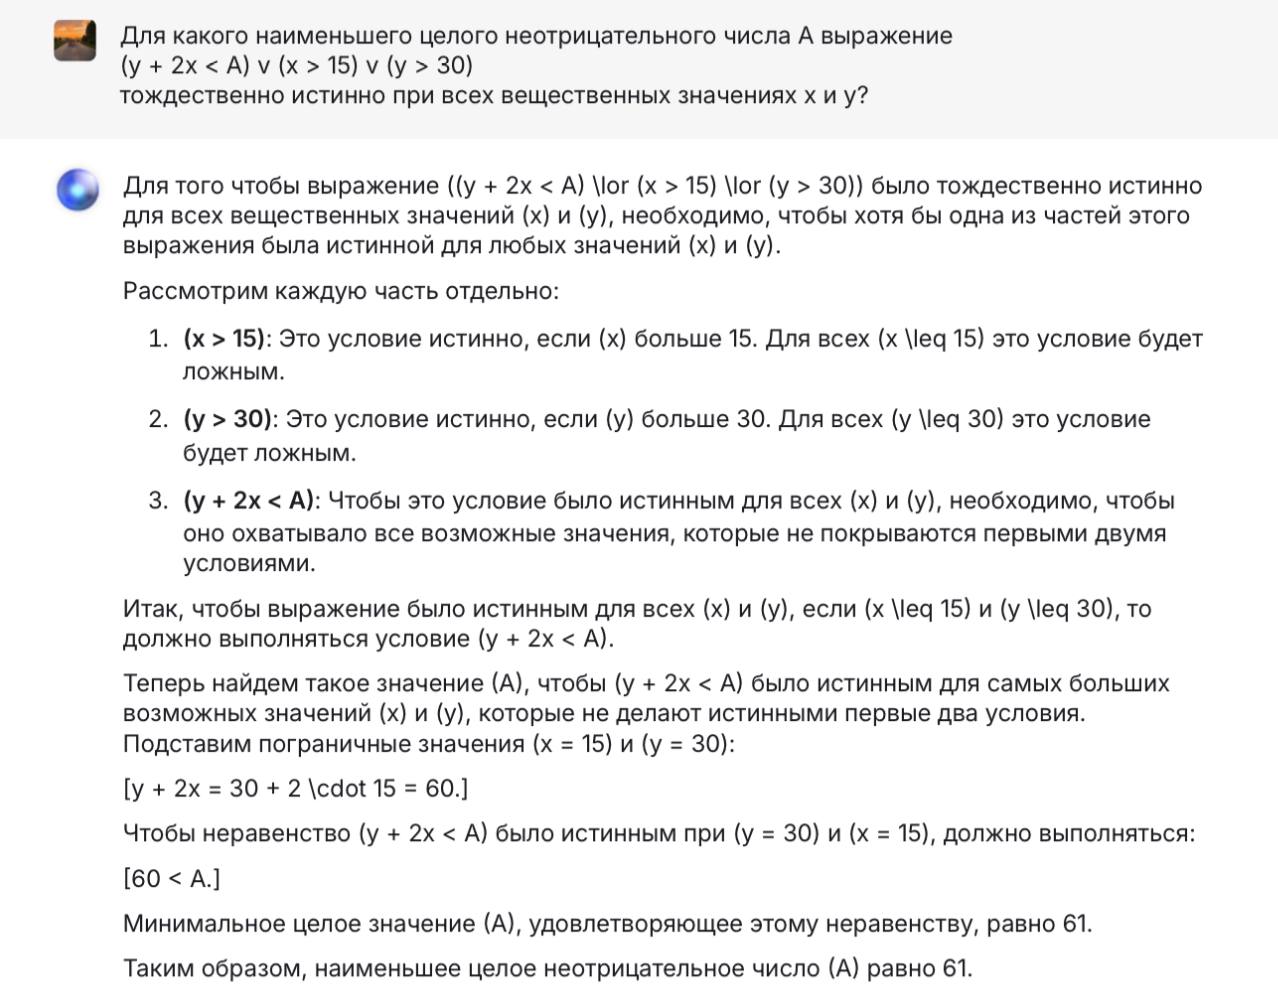 Для какого наименьшего целого неотрицательного числа А выражение
(y + 2x < A) v (x > 15) v (y > 30)
тождественно истинно при всех вещественных значениях x и y?
Для того чтобы выражение ((y + 2x < A) \lor (x > 15) \lor (y > 30)) было тождественно истинно
для всех вещественных значений (x) и (y), необходимо, чтобы хотя бы одна из частей этого
выражения была истинной для любых значений (x) и (y).
Рассмотрим каждую часть отдельно:
1. (x > 15): Это условие истинно, если (x) больше 15. Для всех (x \leq 15) это условие будет
ложным.
2. (y > 30): Это условие истинно, если (y) больше 30. Для всех (y \leq 30) это условие
будет ложным.
3. (y + 2x < A): Чтобы это условие было истинным для всех (x) и (y), необходимо, чтобы
оно охватывало все возможные значения, которые не покрываются первыми двумя
условиями.
Итак, чтобы выражение было истинным для всех (x) и (y), если (x \leq 15) и (y \leq 30), то
должно выполняться условие (y + 2x < A).
Теперь найдем такое значение (A), чтобы (y + 2x < A) было истинным для самых больших
возможных значений (x) и (y), которые не делают истинными первые два условия.
Подставим пограничные значения (x = 15) и (y = 30):
[y + 2x = 30 + 2 \cdot 15 = 60.]
Чтобы неравенство (y + 2x < A) было истинным при (y = 30) и (x = 15), должно выполняться:
[60 < A.]
Минимальное целое значение (A), удовлетворяющее этому неравенству, равно 61.
Таким образом, наименьшее целое неотрицательное число (A) равно 61.